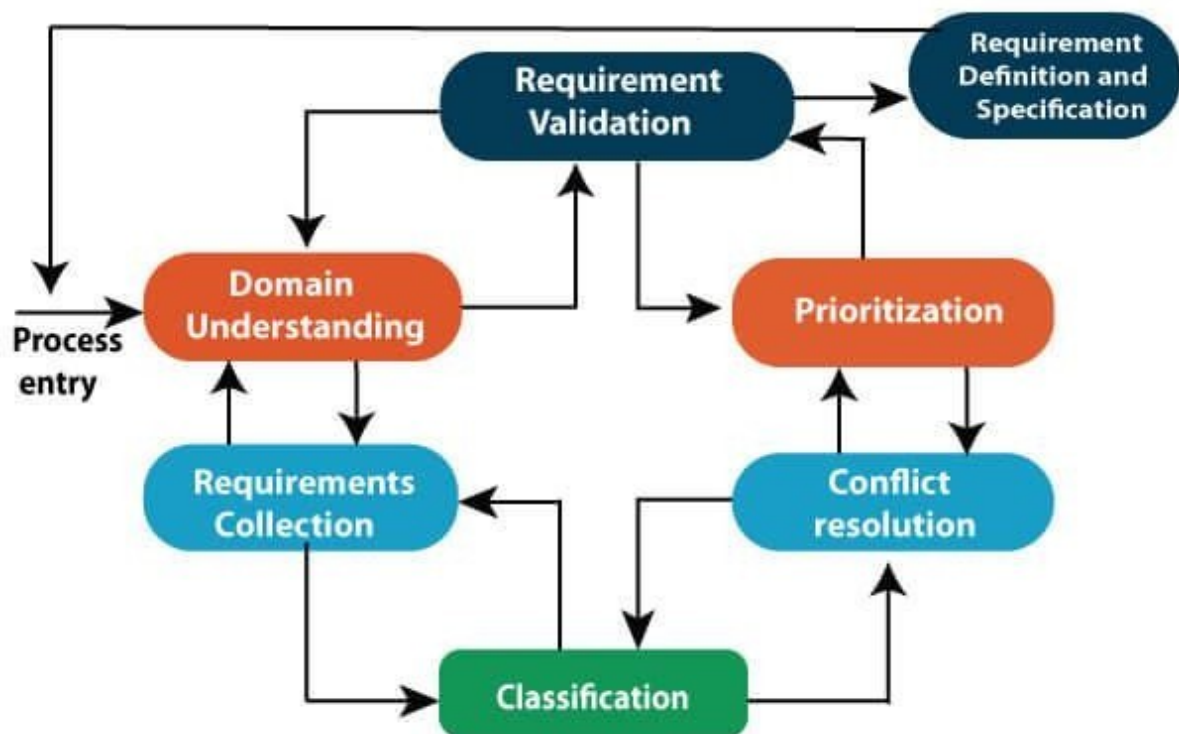 Requirement
Definition and
Specification
Requirement
Validation
Domain
Understanding
Prioritization
Process
entry
Requirements
Collection
Conflict
resolution
Classification